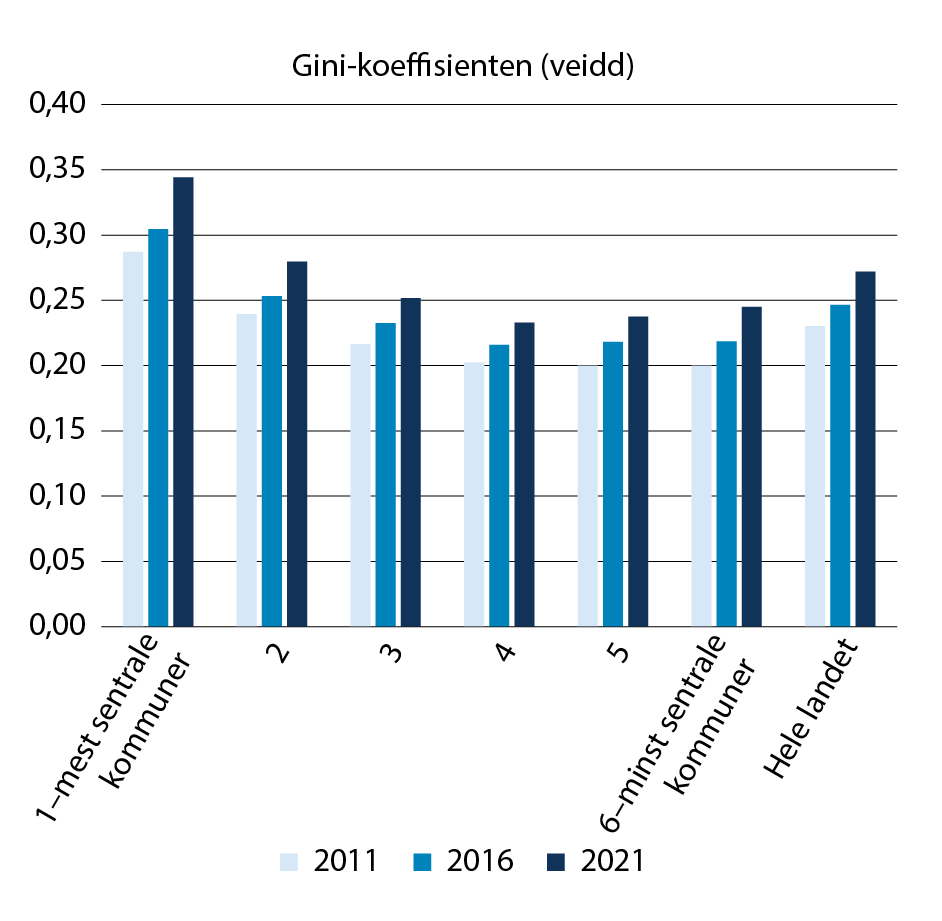 Gini-koeffisienten (veidd)
0,40
0,35
0,30
0,25
0,20
0,15
0,10
0,05
0,00
1–mest sentrale
kommuner
2
3
4
5
6–minst sentrale
kommuner
Hele landet
2011
2016
2021